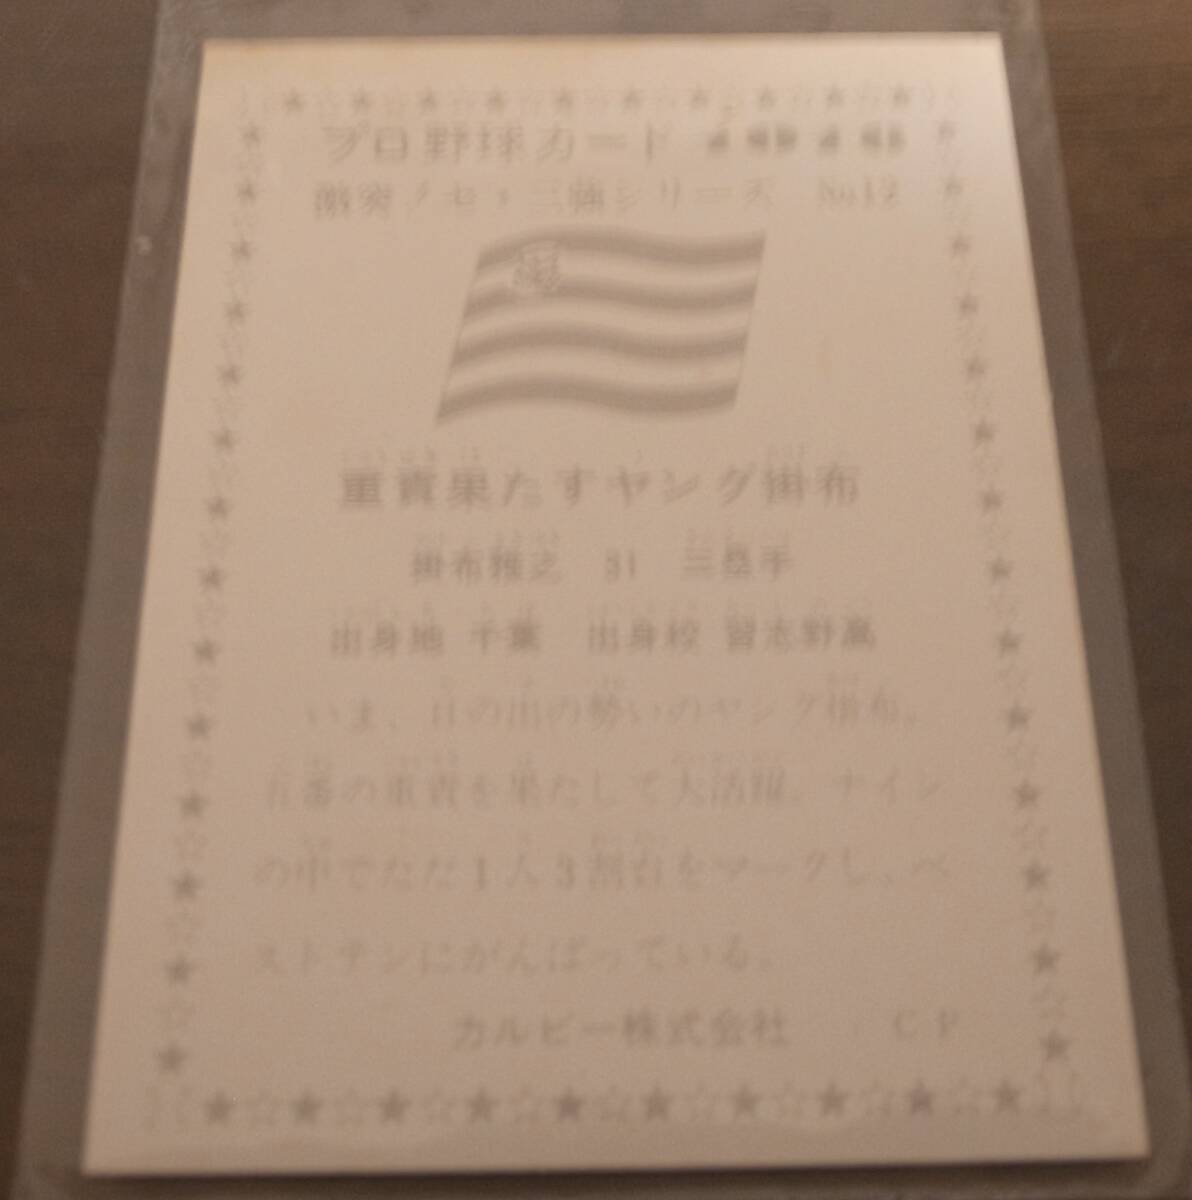 プロ野球カード
激突！セ・三強シリーズ No.12
重責果たすヤング掛布
掛布雅之 31 三塁手
出身地 千葉 出身校 習志野高
いま、日の出の勢いのヤング掛布。
五番の重責を果たして大活躍。ナイン
の中でただ1人3割台をマークし、ベ
ストテンにがんばっている。
カルビー株式会社 CP